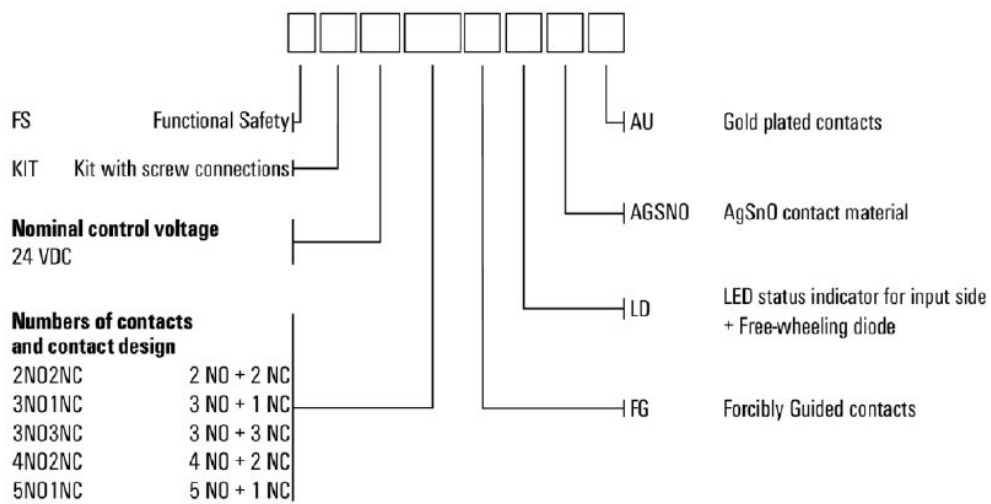 FS Functional Safety
KIT Kit with screw connections
Nominal control voltage
24 VDC
Numbers of contacts
and contact design
2NO2NC 2 NO + 2 NC
3NO1NC 3 NO + 1 NC
3NO3NC 3 NO + 3 NC
4NO2NC 4 NO + 2 NC
5NO1NC 5 NO + 1 NC
AU Gold plated contacts
AGSNO AgSnO contact material
LD LED status indicator for input side
+ Free-wheeling diode
FG Forcibly Guided contacts